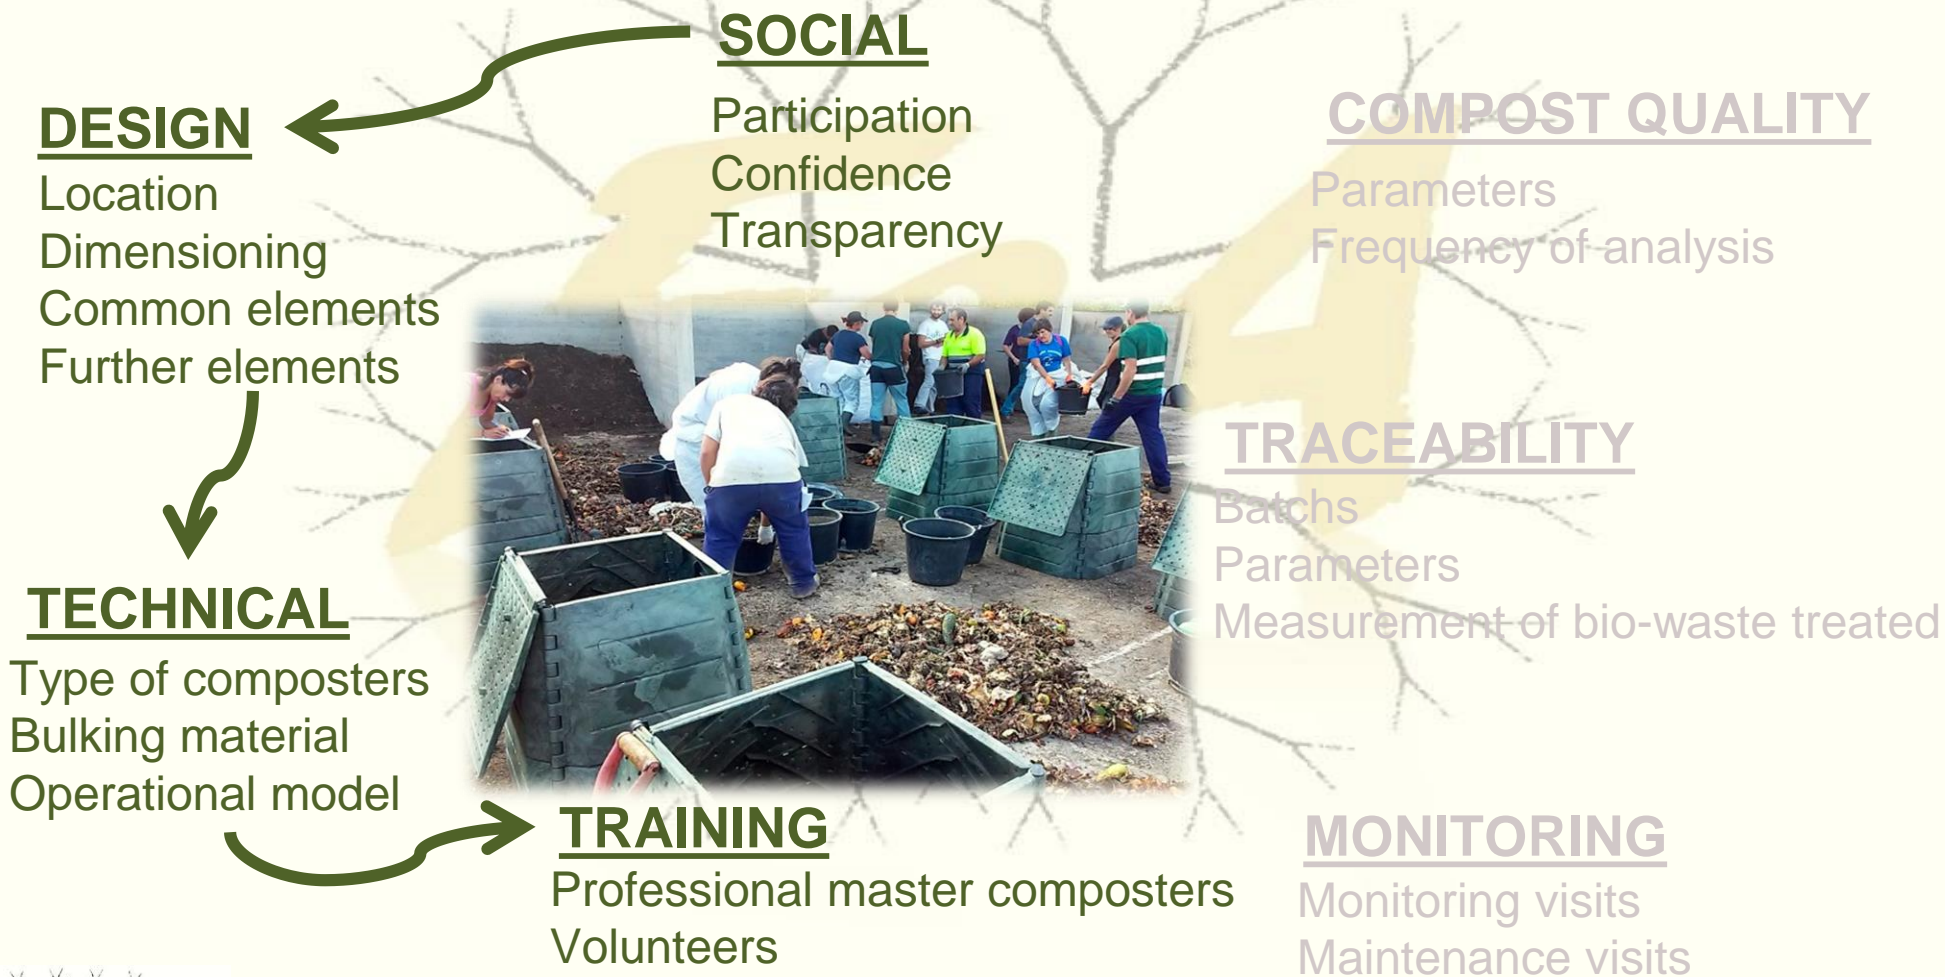 SOCIAL
Participation
Confidence
Transparency
DESIGN
Location
Dimensioning
Common elements
Further elements
TECHNICAL
Type of composters
Bulking material
Operational model
TRAINING
Professional master composters
Volunteers
MONITORING
Monitoring visits
Maintenance visits
TRACEABILITY
Batchs
Parameters
Measurement of bio-waste treated
COMPOST QUALITY
Parameters
Frequency of analysis